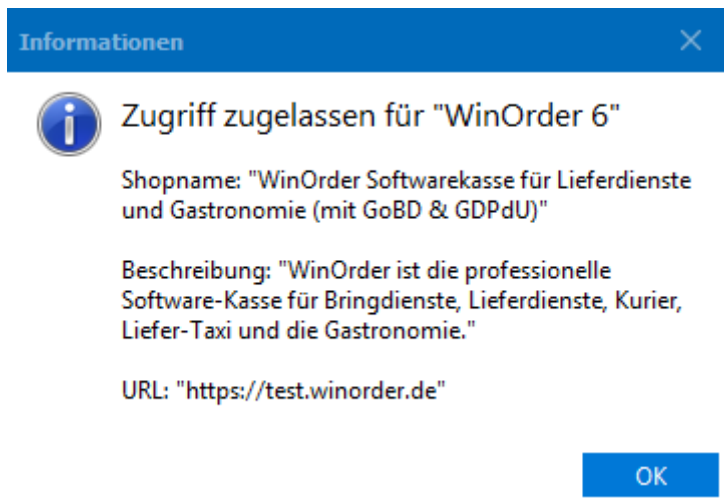 Informationen
Zugriff zugelassen für "WinOrder 6"
Shopname: "WinOrder Softwarekasse für Lieferdienste
und Gastronomie (mit GoBD & GDPdU)"
Beschreibung: "WinOrder ist die professionelle
Software-Kasse für Bringdienste, Lieferdienste, Kurier,
Liefer-Taxi und die Gastronomie."
URL: "https://test.winorder.de"
OK